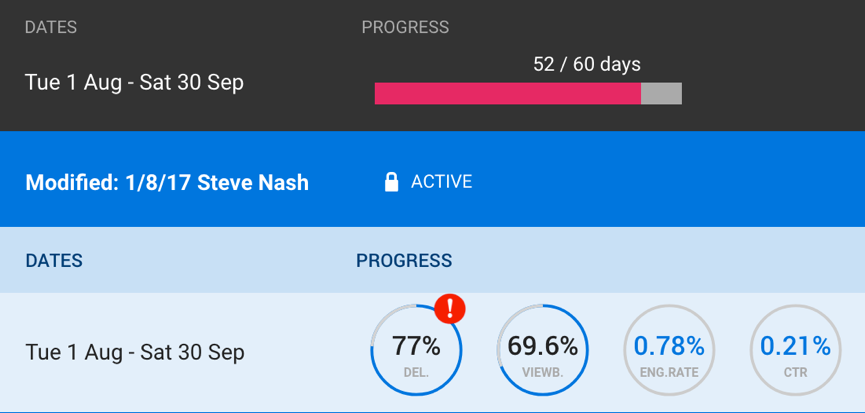 DATES
PROGRESS
52 / 60 days
Tue 1 Aug - Sat 30 Sep
Modified: 1/8/17 Steve Nash
ACTIVE
DATES
PROGRESS
!
Tue 1 Aug - Sat 30 Sep
77%
DEL.
69.6%
VIEWB.
0.78%
ENG.RATE
0.21%
CTR